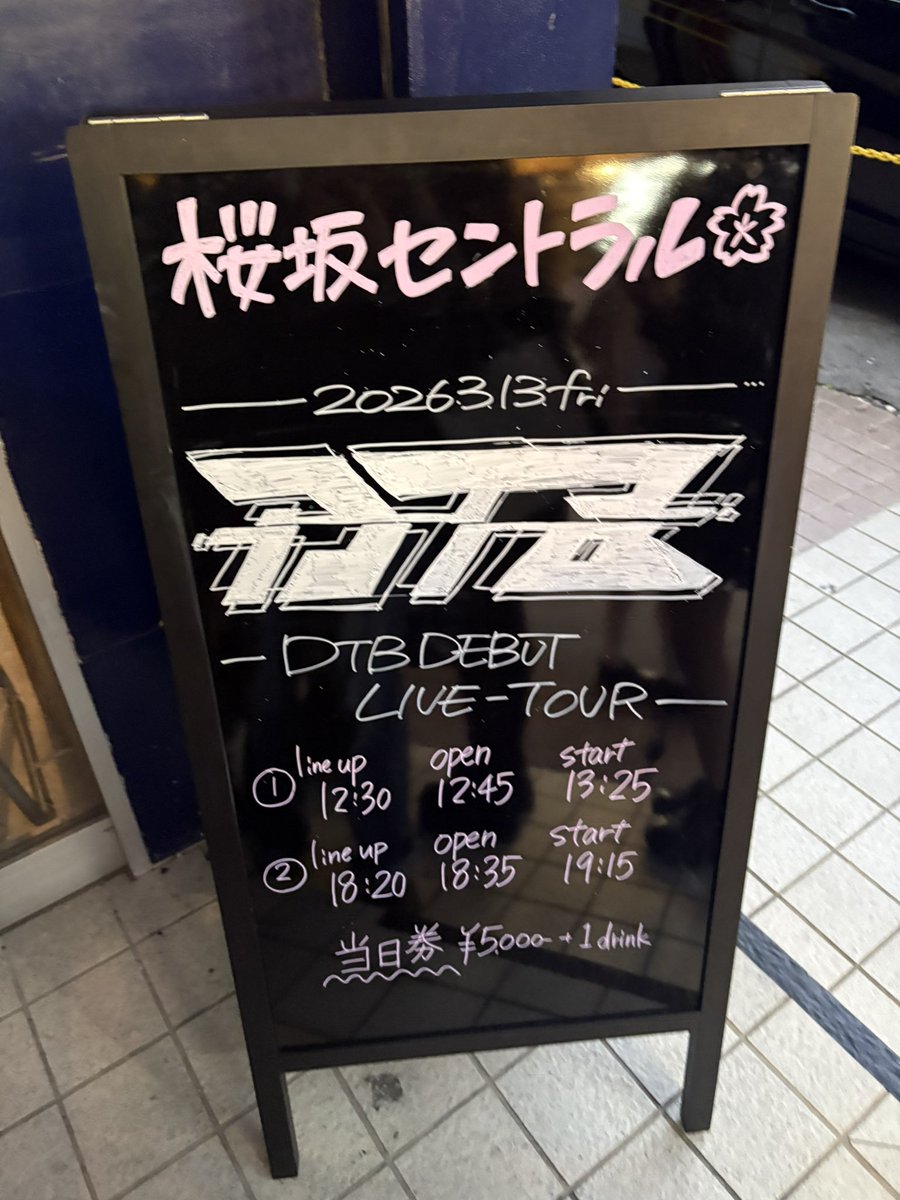 桜坂セントラル
2026.3.13.fri
DTB
DTB DEBUT
LIVE-TOUR
① line up 12:30 open 12:45 start 13:25
② line up 18:20 open 18:35 start 19:15
当日券 ¥5,000- + 1 drink